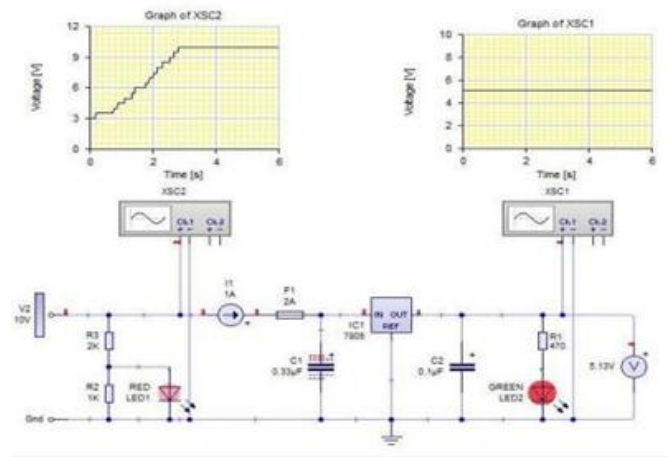 Graph of XSC2
12
9
6
3
0
Voltage [V]
0 2 4 6
Time [s]
Graph of XSC1
10
8
6
4
2
0
Voltage [V]
0 2 4 6
Time [s]
XSC2
Ch.1 Ch.2
+ − + −
XSC1
Ch.1 Ch.2
+ − + −
V2
10V
I1
1A
F1
2A
IN OUT
REF
IC1
R3
2K
R2
1K
RED
LED1
C1
0.33µF
C2
0.1µF
R1
470
GREEN
LED2
5.13V
V
Gnd